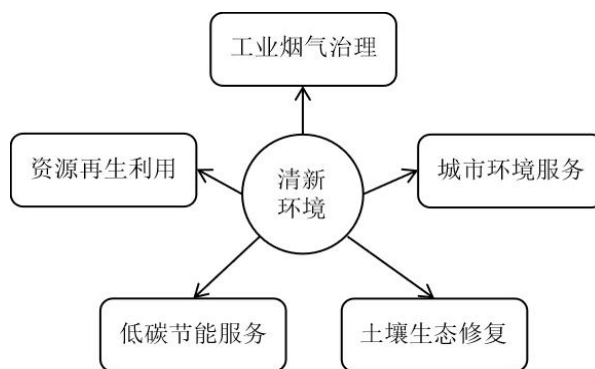 工业烟气治理
资源再生利用
清新
环境
城市环境服务
低碳节能服务
土壤生态修复